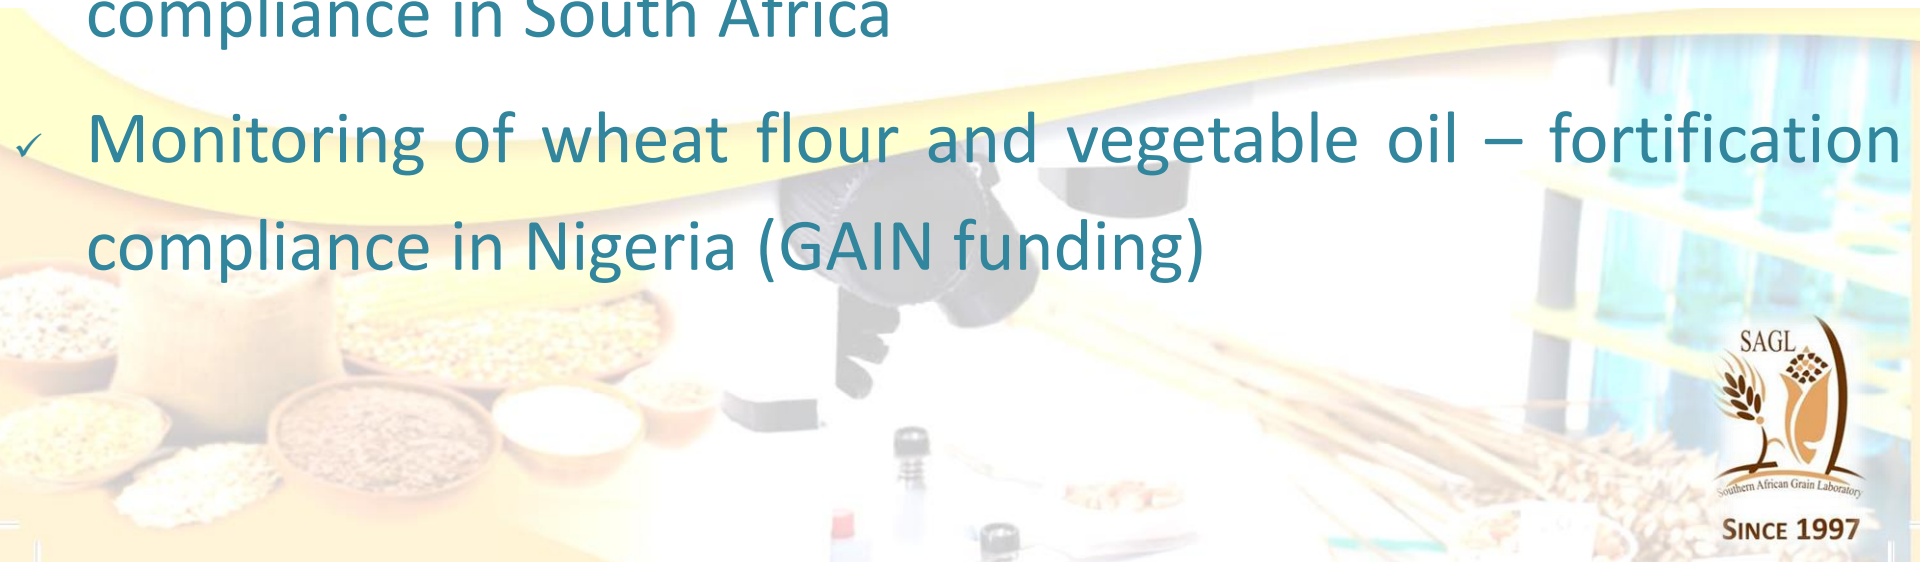 compliance in South Africa
✓ Monitoring of wheat flour and vegetable oil – fortification
compliance in Nigeria (GAIN funding)
SAGL
Southern African Grain Laboratory
SINCE 1997